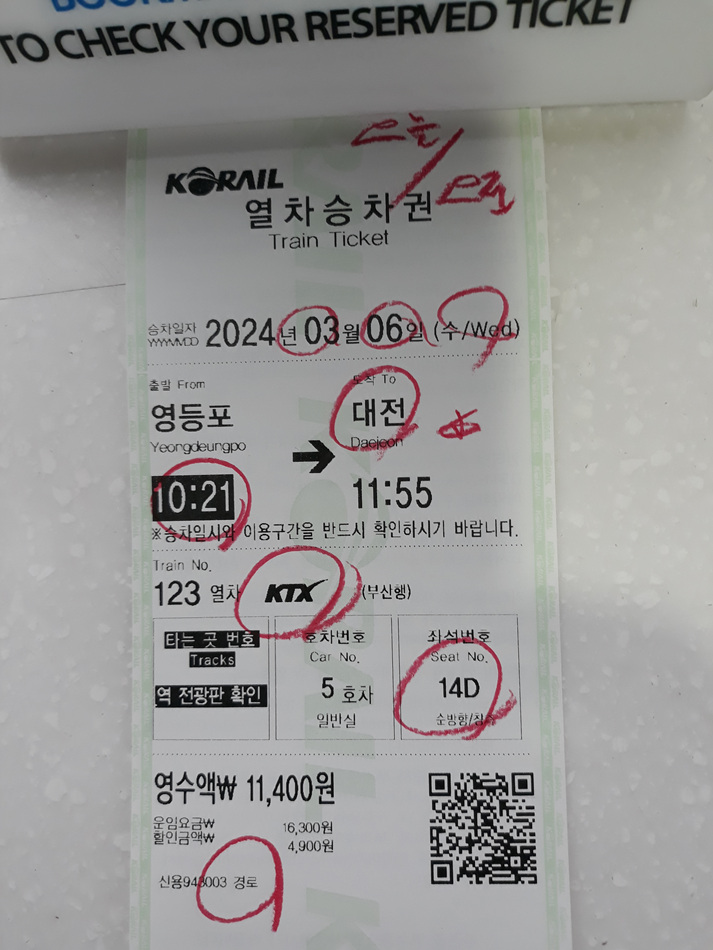 TO CHECK YOUR RESERVED TICKET
오늘/오전
KORAIL
열차승차권
Train Ticket
승차일자
YYYYMMDD
2024년 03월 06일 (수/Wed)
출발 From
도착 To
영등포
대전
Yeongdeungpo
Daejeon
10:21
11:55
※승차일시와 이용구간을 반드시 확인하시기 바랍니다.
Train No.
123 열차 KTX (부산행)
타는 곳 번호
Tracks
역 전광판 확인
호차번호
Car No.
5 호차
일반실
좌석번호
Seat No.
14D
순방향/창측
영수액₩ 11,400원
운임요금₩ 16,300원
할인금액₩ 4,900원
경로